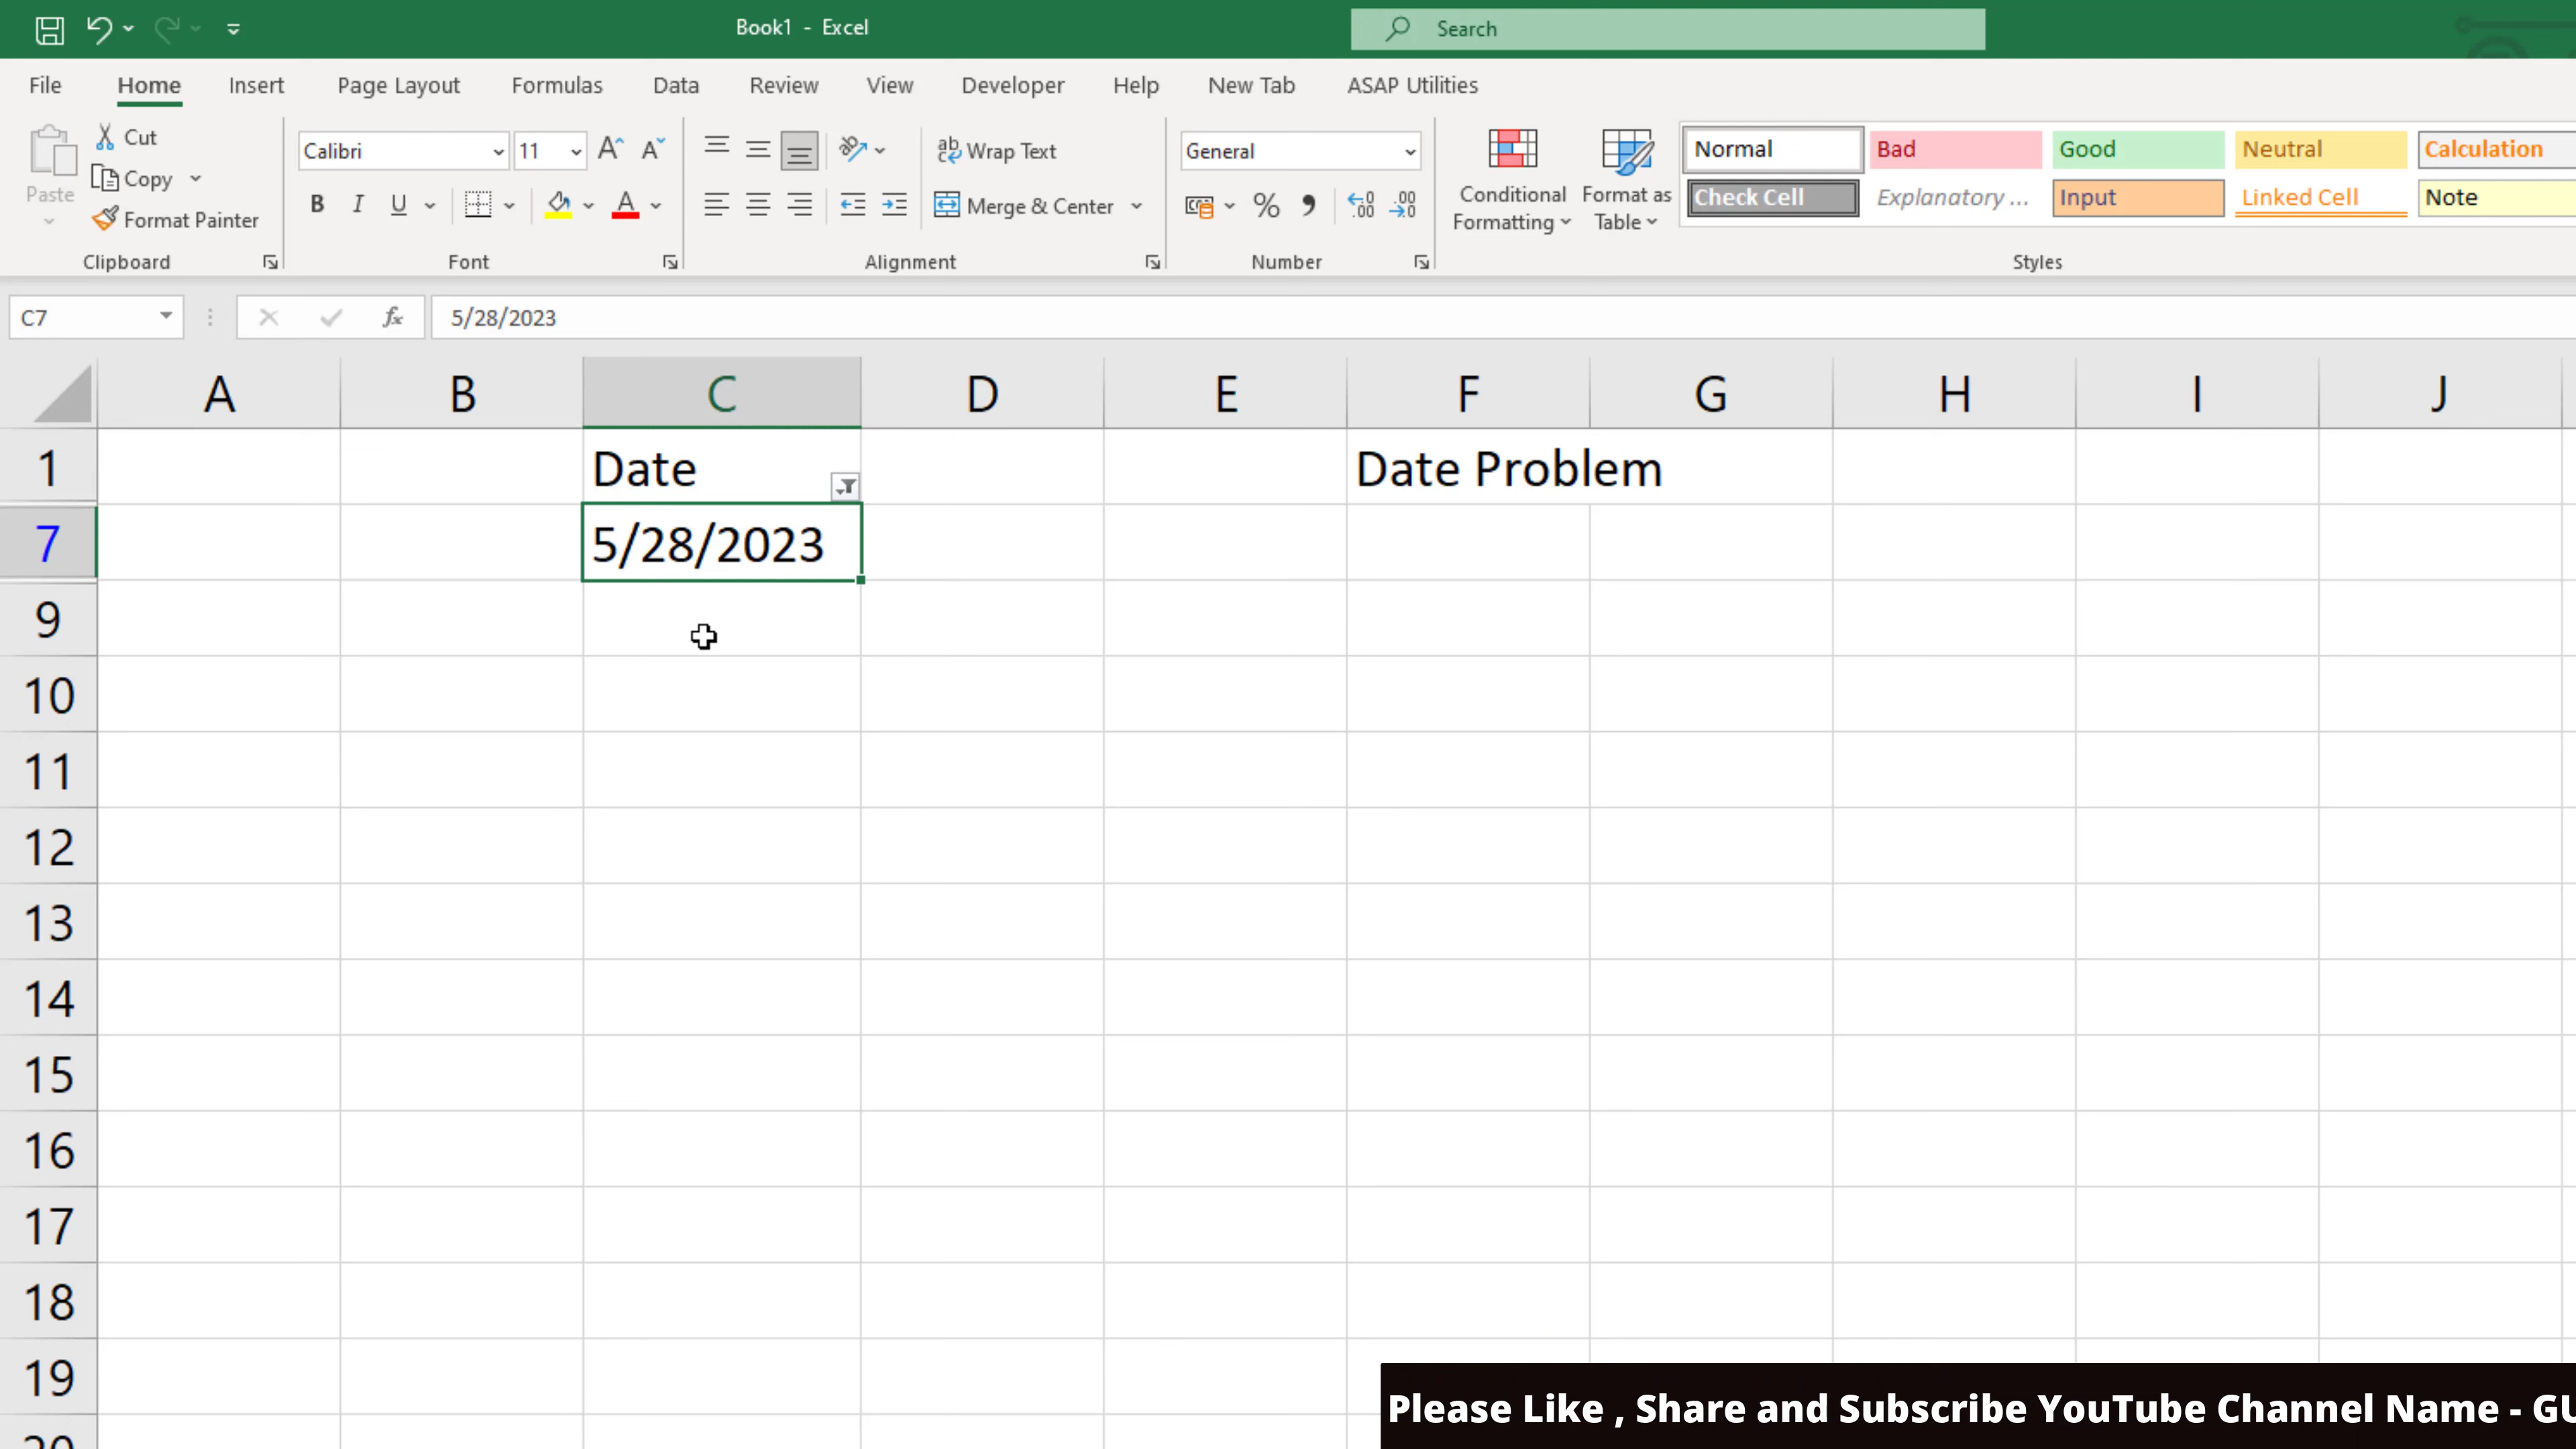 Book1 - Excel
Search
File Home Insert Page Layout Formulas Data Review View Developer Help New Tab ASAP Utilities
Paste
Cut
Copy
Format Painter
Clipboard
Calibri 11
B I U
Font
Wrap Text
Merge & Center
Alignment
General
Number
Conditional Formatting
Format as Table
Normal Bad Good Neutral Calculation
Check Cell Explanatory ... Input Linked Cell Note
Styles
C7 fx 5/28/2023
A B C D E F G H I J
1 Date Date Problem
7 5/28/2023
9
10
11
12
13
14
15
16
17
18
19
Please Like , Share and Subscribe YouTube Channel Name -